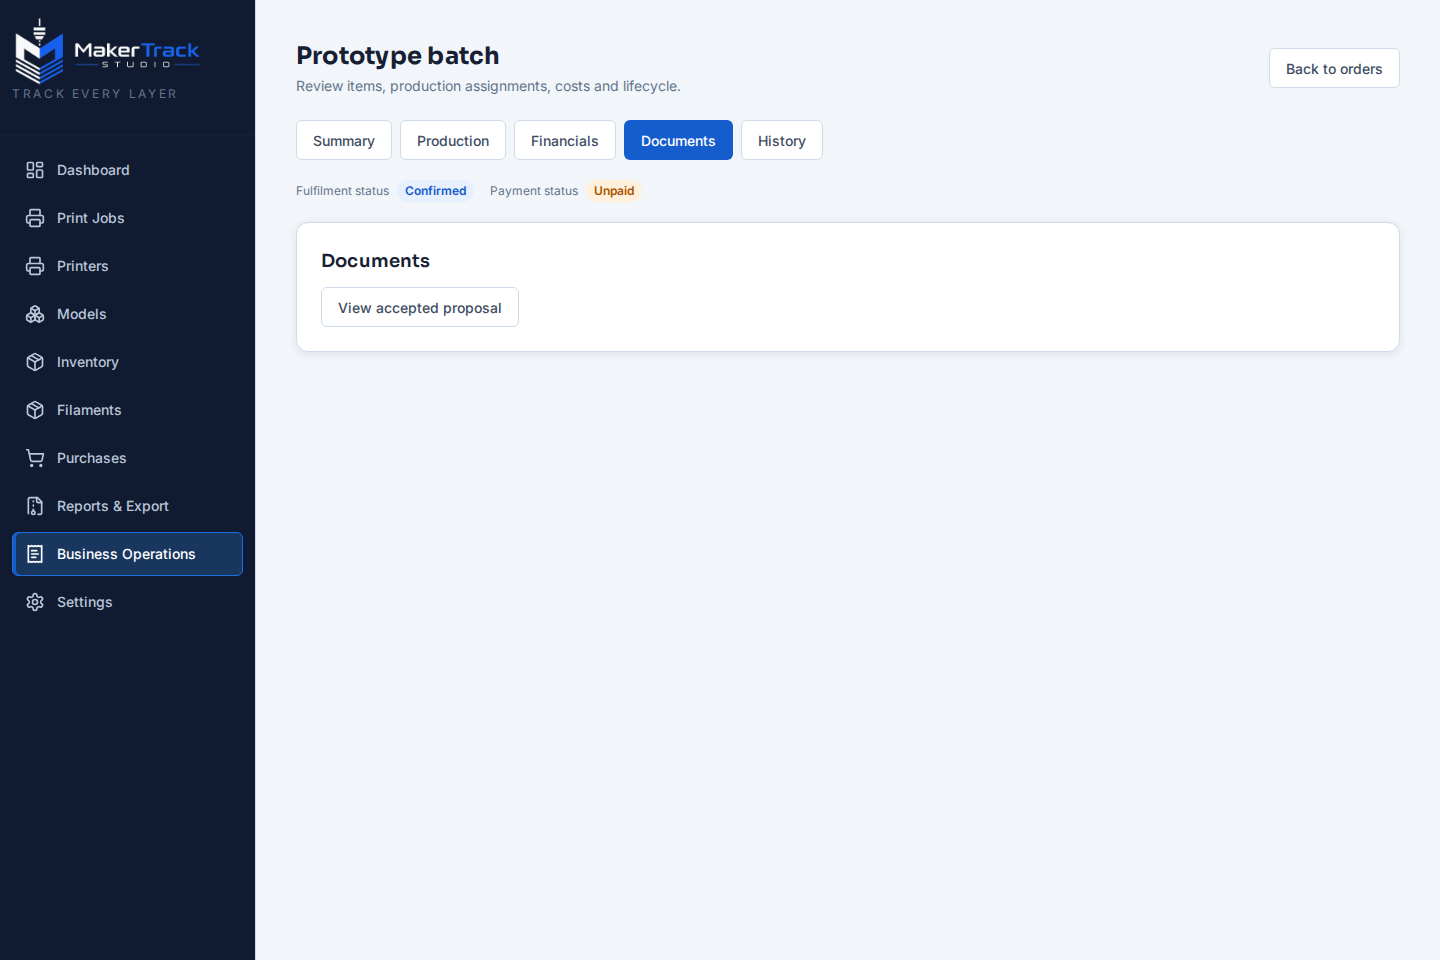 MakerTrack
STUDIO
TRACK EVERY LAYER
Dashboard
Print Jobs
Printers
Models
Inventory
Filaments
Purchases
Reports & Export
Business Operations
Settings
Prototype batch
Review items, production assignments, costs and lifecycle.
Back to orders
Summary Production Financials Documents History
Fulfilment status Confirmed Payment status Unpaid
Documents
View accepted proposal